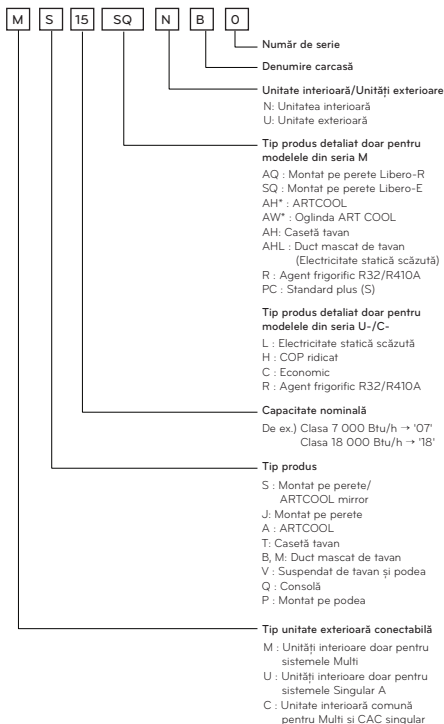 M S 15 SQ N B 0
Număr de serie
Denumire carcasă
Unitate interioară/Unități exterioare
N: Unitatea interioară
U: Unitate exterioară
Tip produs detaliat doar pentru
modelele din seria M
AQ : Montat pe perete Libero-R
SQ : Montat pe perete Libero-E
AH* : ARTCOOL
AW* : Oglinda ART COOL
AH: Casetă tavan
AHL : Duct mascat de tavan
(Electricitate statică scăzută)
R : Agent frigorific R32/R410A
PC : Standard plus (S)
Tip produs detaliat doar pentru
modelele din seria U-/C-
L : Electricitate statică scăzută
H : COP ridicat
C : Economic
R : Agent frigorific R32/R410A
Capacitate nominală
De ex.) Clasa 7 000 Btu/h → '07'
Clasa 18 000 Btu/h → '18'
Tip produs
S : Montat pe perete/
ARTCOOL mirror
J: Montat pe perete
A : ARTCOOL
T: Casetă tavan
B, M: Duct mascat de tavan
V : Suspendat de tavan și podea
Q : Consolă
P : Montat pe podea
Tip unitate exterioară conectabilă
M : Unități interioare doar pentru
sistemele Multi
U : Unități interioare doar pentru
sistemele Singular A
C : Unitate interioară comună
pentru Multi și CAC singular